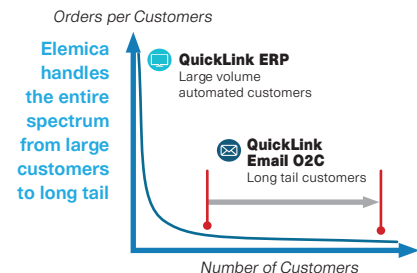 Orders per Customers
Elemica
handles
the entire
spectrum
from large
customers
to long tail
QuickLink ERP
Large volume
automated customers
QuickLink
Email O2C
Long tail customers
Number of Customers